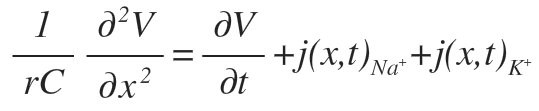 1/rC ∂²V/∂x² = ∂V/∂t +j(x,t)Na⁺+j(x,t)K⁺